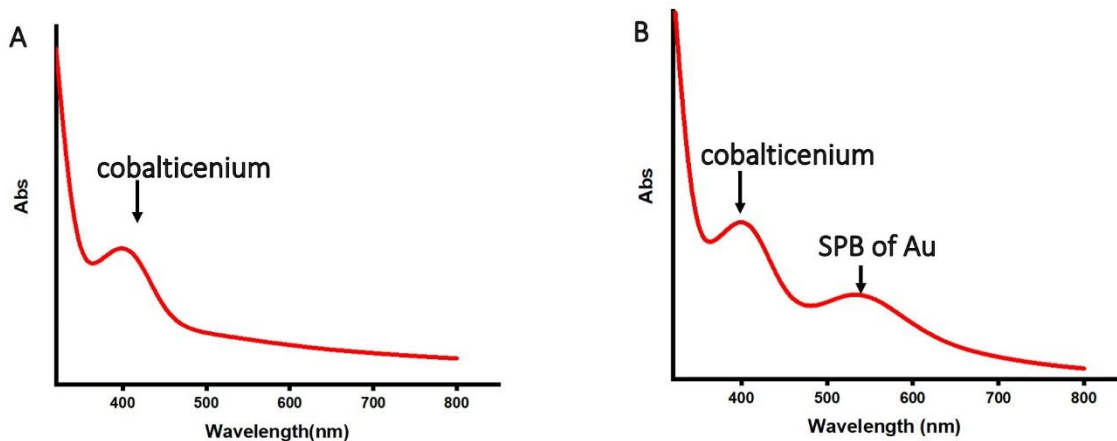 A
cobalticenium
Abs
400 500 600 700 800
Wavelength(nm)
B
cobalticenium
SPB of Au
Abs
400 500 600 700 800
Wavelength (nm)